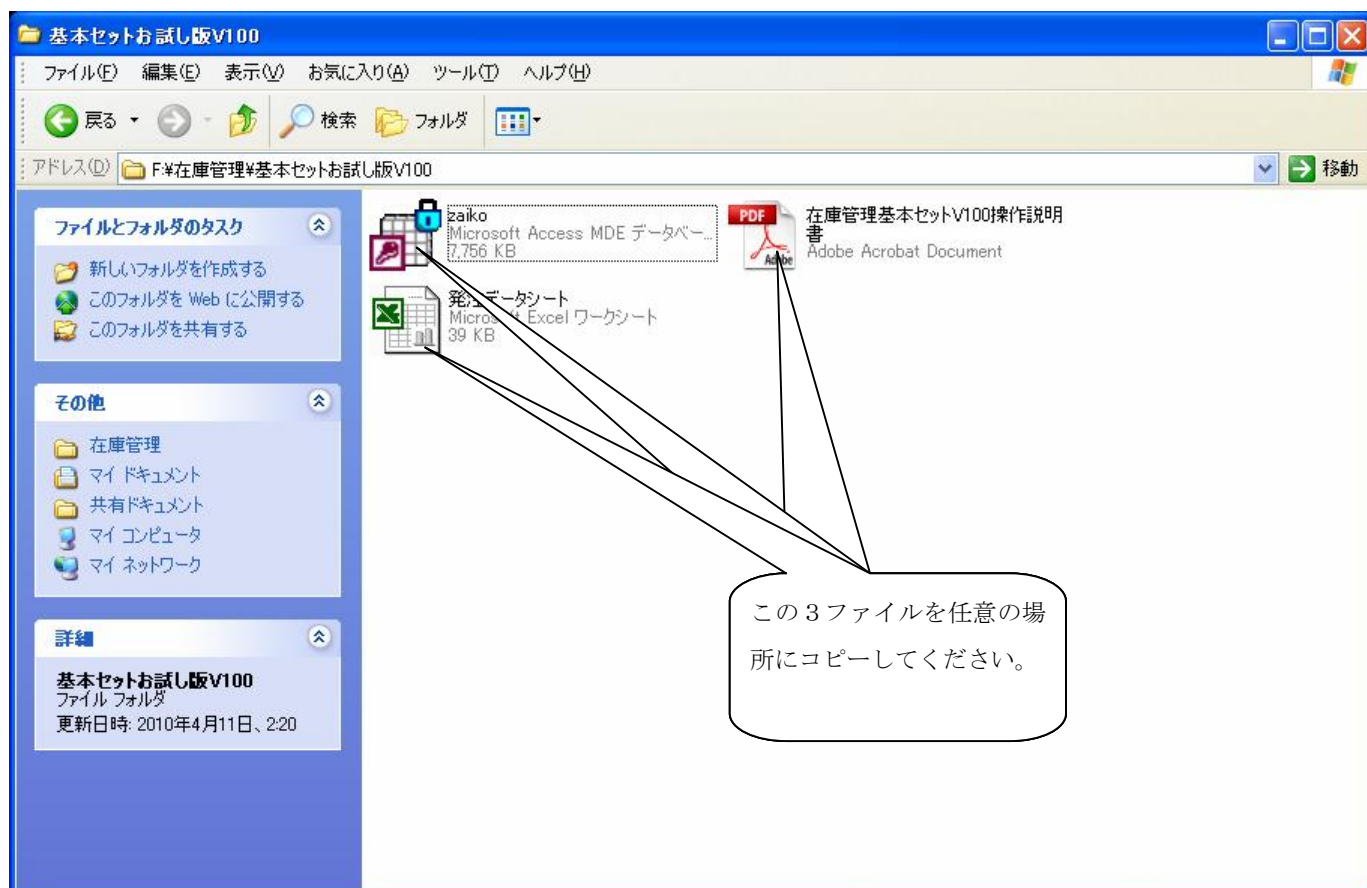 基本セットお試し版V100
ファイル(F) 編集(E) 表示(V) お気に入り(A) ツール(T) ヘルプ(H)
戻る 検索 フォルダ
アドレス(D) F:¥在庫管理¥基本セットお試し版V100 移動
ファイルとフォルダのタスク
新しいフォルダを作成する
このフォルダを Web に公開する
このフォルダを共有する
その他
在庫管理
マイ ドキュメント
共有ドキュメント
マイ コンピュータ
マイ ネットワーク
詳細
基本セットお試し版V100
ファイル フォルダ
更新日時: 2010年4月11日、2:20
zaiko
Microsoft Access MDE データベー...
7,756 KB
PDF
Adobe
在庫管理基本セットV100操作説明
書
Adobe Acrobat Document
発注データシート
Microsoft Excel ワークシート
39 KB
この3ファイルを任意の場
所にコピーしてください。